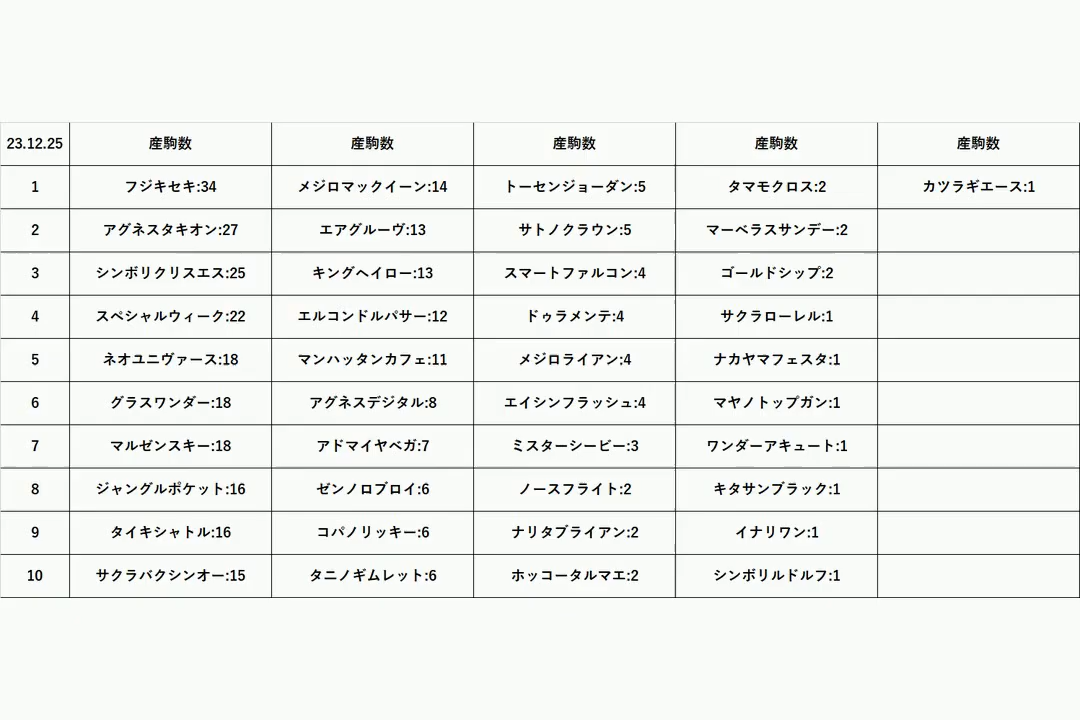 23.12.25 産駒数 産駒数 産駒数 産駒数 産駒数
1 フジキセキ:34 メジロマックイーン:14 トーセンジョーダン:5 タマモクロス:2 カツラギエース:1
2 アグネスタキオン:27 エアグルーヴ:13 サトノクラウン:5 マーベラスサンデー:2
3 シンボリクリスエス:25 キングヘイロー:13 スマートファルコン:4 ゴールドシップ:2
4 スペシャルウィーク:22 エルコンドルパサー:12 ドゥラメンテ:4 サクラローレル:1
5 ネオユニヴァース:18 マンハッタンカフェ:11 メジロライアン:4 ナカヤマフェスタ:1
6 グラスワンダー:18 アグネスデジタル:8 エイシンフラッシュ:4 マヤノトップガン:1
7 マルゼンスキー:18 アドマイヤベガ:7 ミスターシービー:3 ワンダーアキュート:1
8 ジャングルポケット:16 ゼンノロブロイ:6 ノースフライト:2 キタサンブラック:1
9 タイキシャトル:16 コパノリッキー:6 ナリタブライアン:2 イナリワン:1
10 サクラバクシンオー:15 タニノギムレット:6 ホッコータルマエ:2 シンボリルドルフ:1